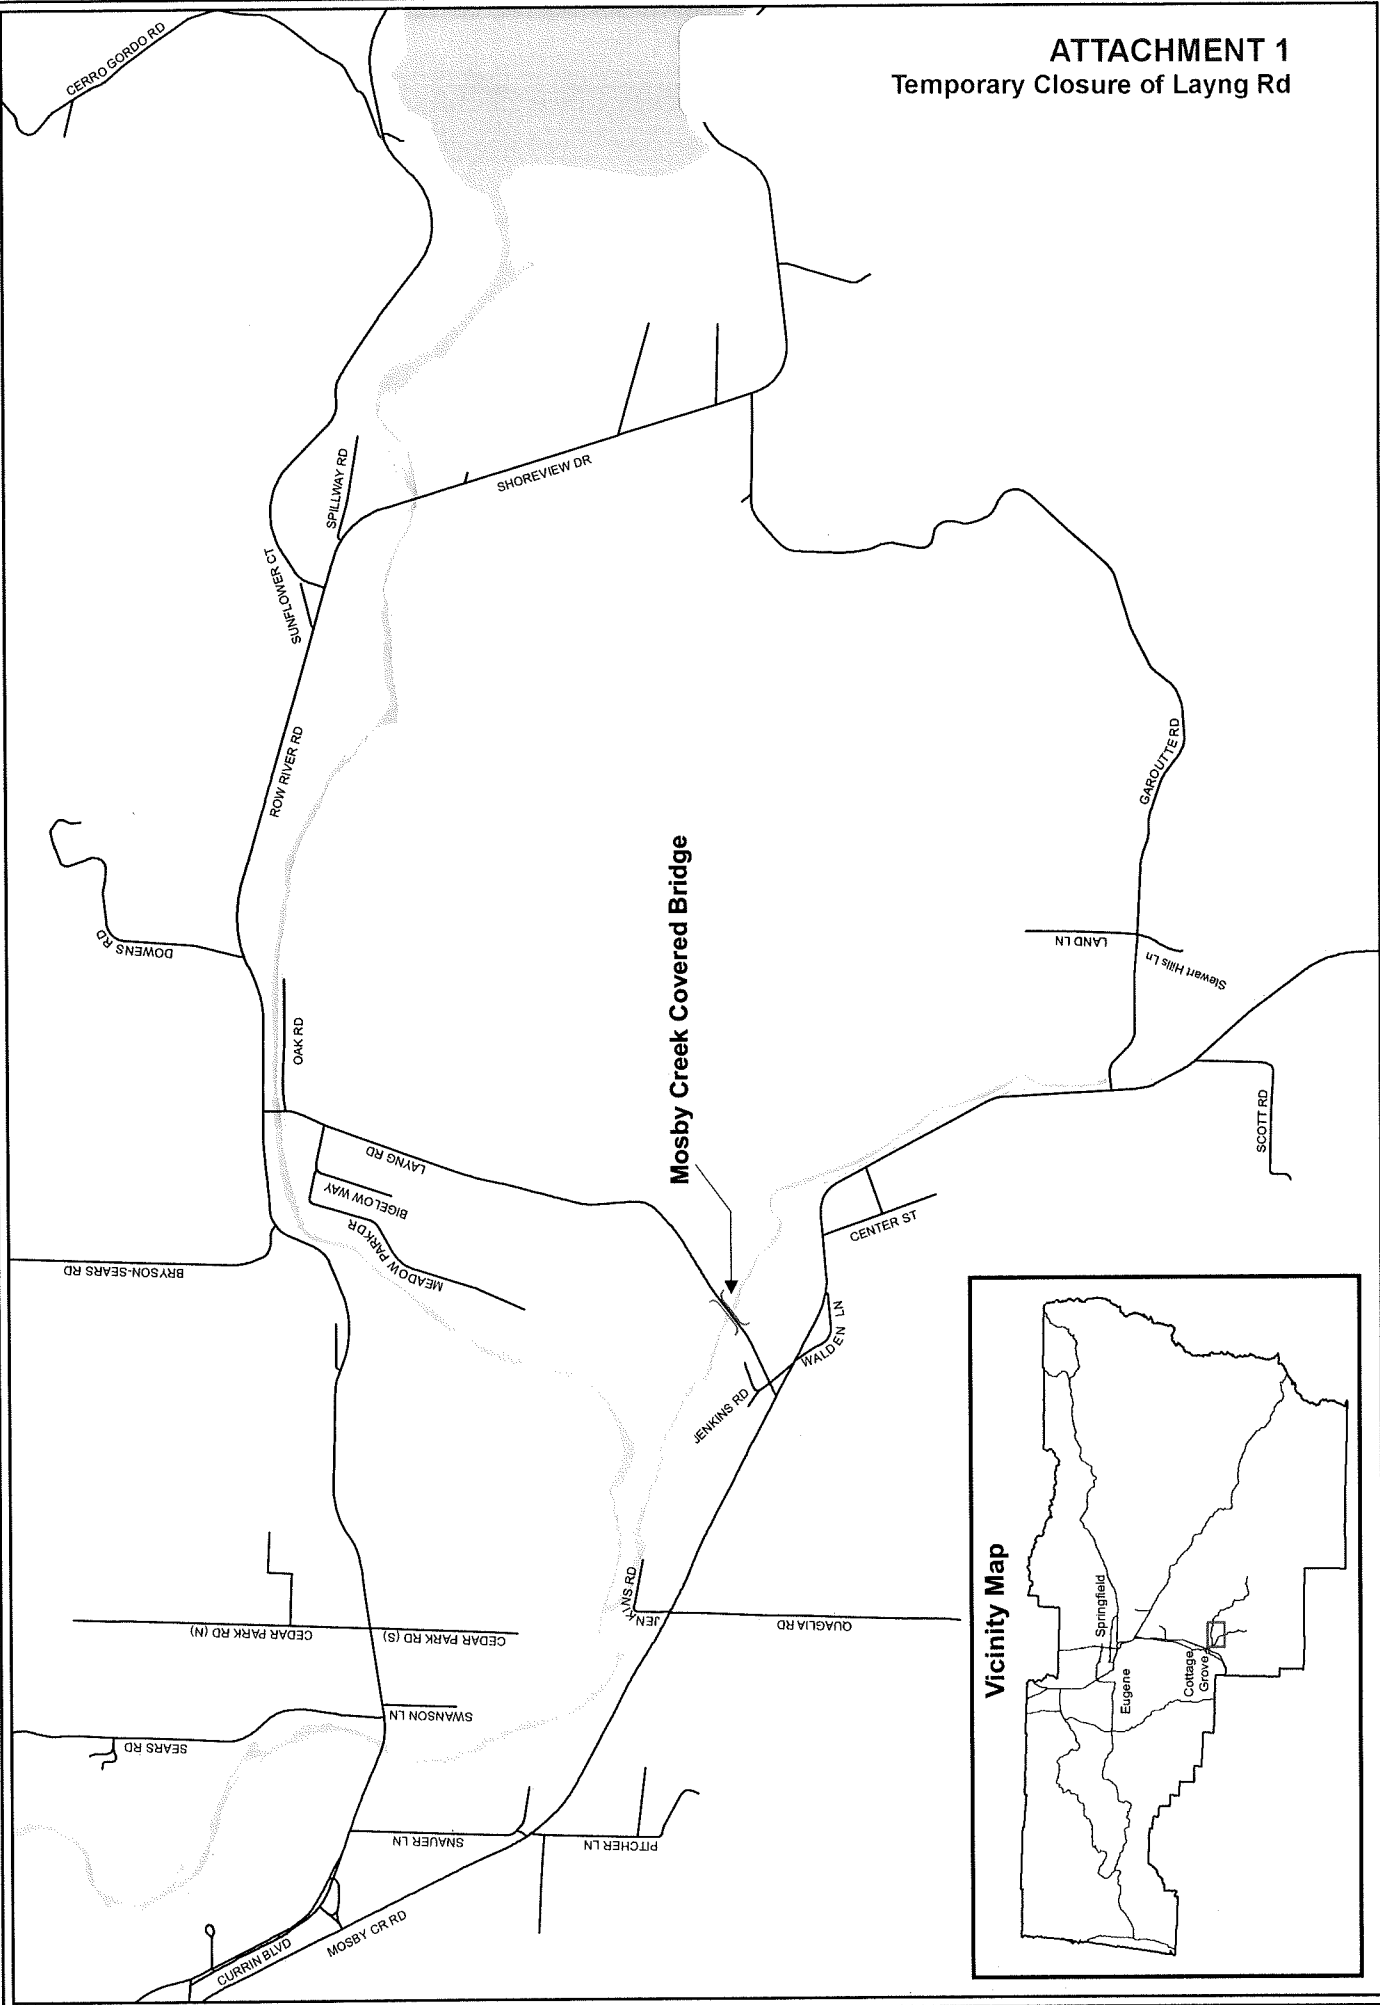 ATTACHMENT 1
Temporary Closure of Layng Rd
CERRO GORDO RD
SPILLWAY RD
SHOREVIEW DR
SUNFLOWER CT
ROW RIVER RD
GAROUTTE RD
DOWENS RD
Mosby Creek Covered Bridge
LAND LN
Stewart Hills Ln
OAK RD
LAYNG RD
SCOTT RD
BIGELOW WAY
MEADOW PARK DR
CENTER ST
BRYSON-SEARS RD
WALDEN LN
JENKINS RD
JENKINS RD
QUAGLIA RD
CEDAR PARK RD (N)
CEDAR PARK RD (S)
SWANSON LN
SEARS RD
SNAUER LN
PITCHER LN
CURRIN BLVD
MOSBY CR RD
Vicinity Map
Springfield
Eugene
Cottage
Grove